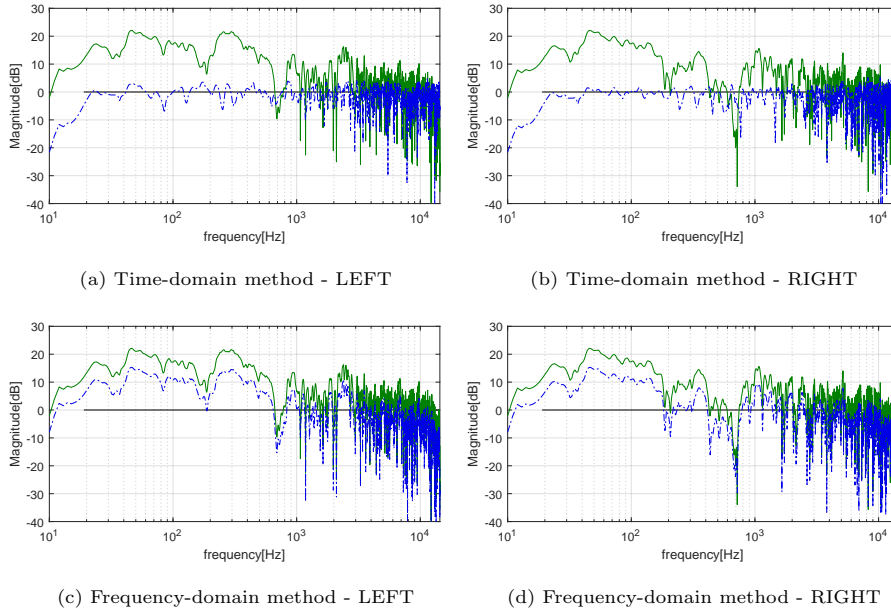 30
20
10
0
-10
-20
-30
-40
Magnitude[dB]
10^1 10^2 10^3 10^4
frequency[Hz]
(a) Time-domain method - LEFT
30
20
10
0
-10
-20
-30
-40
Magnitude[dB]
10^1 10^2 10^3 10^4
frequency[Hz]
(b) Time-domain method - RIGHT
30
20
10
0
-10
-20
-30
-40
Magnitude[dB]
10^1 10^2 10^3 10^4
frequency[Hz]
(c) Frequency-domain method - LEFT
30
20
10
0
-10
-20
-30
-40
Magnitude[dB]
10^1 10^2 10^3 10^4
frequency[Hz]
(d) Frequency-domain method - RIGHT